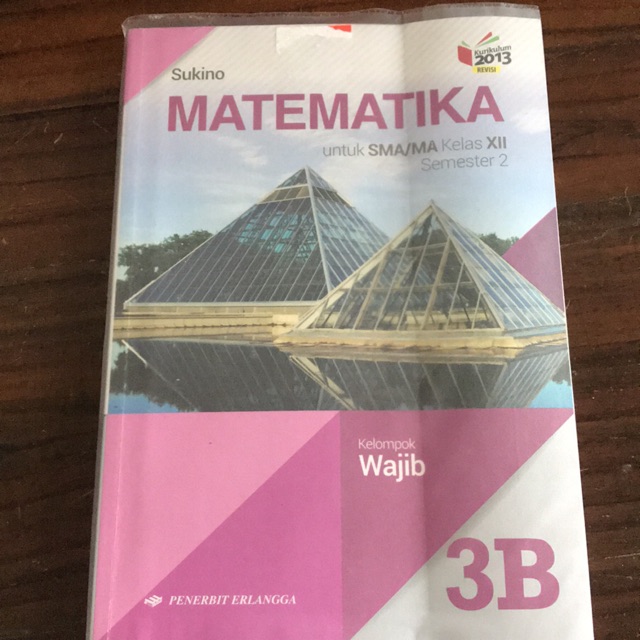 Sukino
Kurikulum
2013
REVISI
MATEMATIKA
untuk SMA/MA Kelas XII
Semester 2
Kelompok
Wajib
3B
PENERBIT ERLANGGA